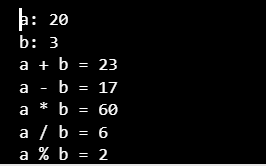 a: 20
b: 3
a + b = 23
a - b = 17
a * b = 60
a / b = 6
a % b = 2